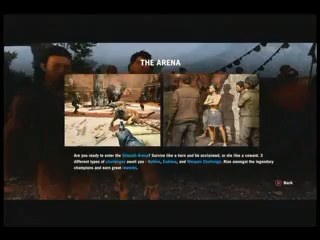 THE ARENA
Are you ready to enter the Shanath Arena? Survive like a hero and be acclaimed, or die like a coward. 3
different types of challenges await you : Battles, Endless, and Weapon Challenge. Rise amongst the legendary
champions and earn great rewards.
Back